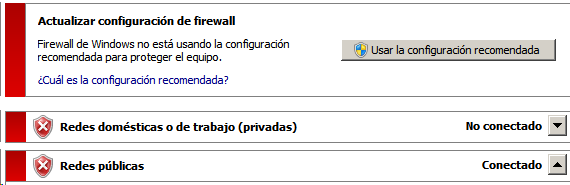 Actualizar configuración de firewall
Firewall de Windows no está usando la configuración
recomendada para proteger el equipo.
Usar la configuración recomendada
¿Cuál es la configuración recomendada?
Redes domésticas o de trabajo (privadas) No conectado
Redes públicas Conectado